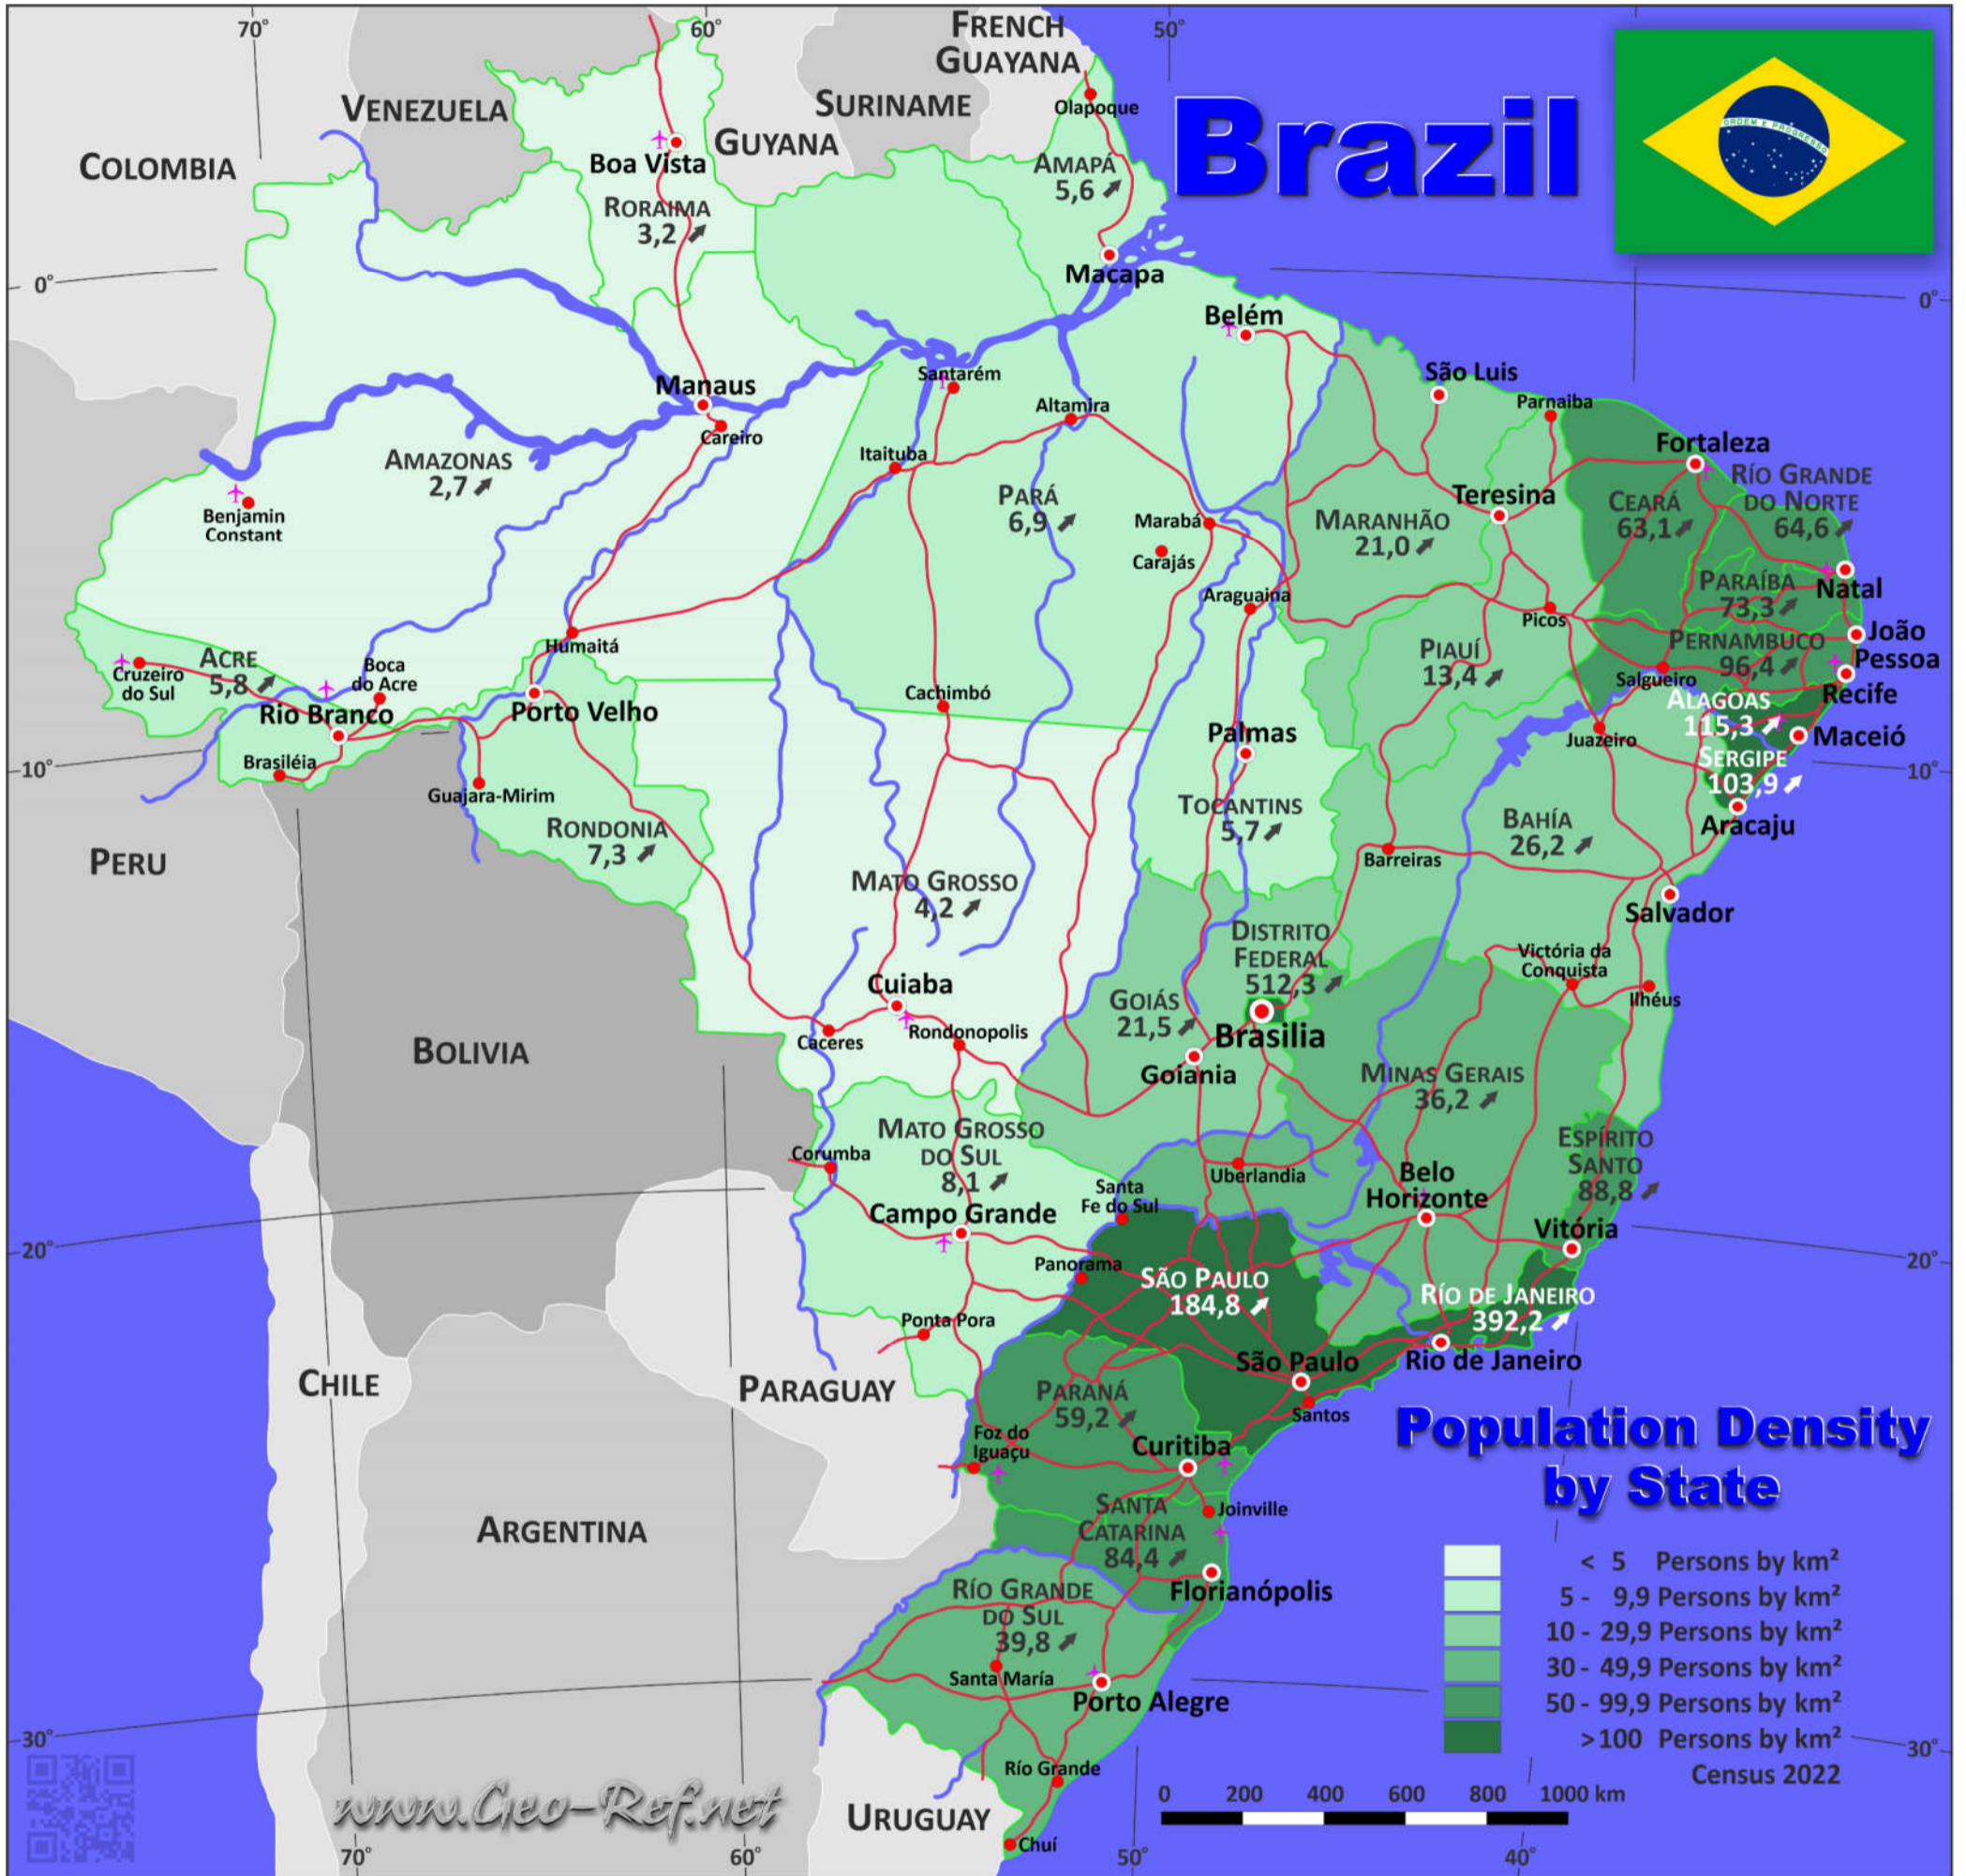 70°
60°
50°
FRENCH
GUAYANA
SURINAME
VENEZUELA
GUYANA
COLOMBIA
Brazil
ORDEM E PROGRESSO
Olapoque
Boa Vista
RORAIMA
3,2
AMAPÁ
5,6
Macapa
0°
0°
Belém
São Luis
Parnaiba
Santarém
Manaus
Careiro
Altamira
Itaituba
AMAZONAS
2,7
Benjamin
Constant
PARÁ
6,9
Marabá
Carajás
MARANHÃO
21,0
Teresina
Fortaleza
CEARÁ
63,1
RÍO GRANDE
DO NORTE
64,6
Natal
PARAÍBA
73,3
João
Pessoa
PERNAMBUCO
96,4
Recife
Araguaina
Picos
PIAUÍ
13,4
Salgueiro
ALAGOAS
115,3
Maceió
SERGIPE
103,9
Aracaju
Juazeiro
Humaitá
ACRE
5,8
Cruzeiro
do Sul
Boca
do Acre
Rio Branco
Brasiléia
Porto Velho
Guajara-Mirim
Cachimbó
Palmas
10°
10°
TOCANTINS
5,7
RONDONIA
7,3
PERU
MATO GROSSO
4,2
BAHÍA
26,2
Barreiras
Salvador
DISTRITO
FEDERAL
512,3
Brasilia
Victória da
Conquista
Ilhéus
Cuiaba
Caceres
Rondonopolis
GOIÁS
21,5
Goiania
BOLIVIA
MINAS GERAIS
36,2
MATO GROSSO
DO SUL
8,1
Corumba
Campo Grande
Santa
Fe do Sul
Uberlandia
Belo
Horizonte
ESPÍRITO
SANTO
88,8
Vitória
20°
20°
Panorama
SÃO PAULO
184,8
RÍO DE JANEIRO
392,2
Ponta Pora
São Paulo
Rio de Janeiro
Santos
CHILE
PARAGUAY
PARANÁ
59,2
Foz do
Iguaçu
Curitiba
Population Density
by State
ARGENTINA
SANTA
CATARINA
84,4
Joinville
Florianópolis
RÍO GRANDE
DO SUL
39,8
Santa María
Porto Alegre
Río Grande
URUGUAY
Chuí
< 5 Persons by km²
5 - 9,9 Persons by km²
10 - 29,9 Persons by km²
30 - 49,9 Persons by km²
50 - 99,9 Persons by km²
>100 Persons by km²
Census 2022
30°
30°
0 200 400 600 800 1000 km
www.Geo-Ref.net
70°
60°
50°
40°